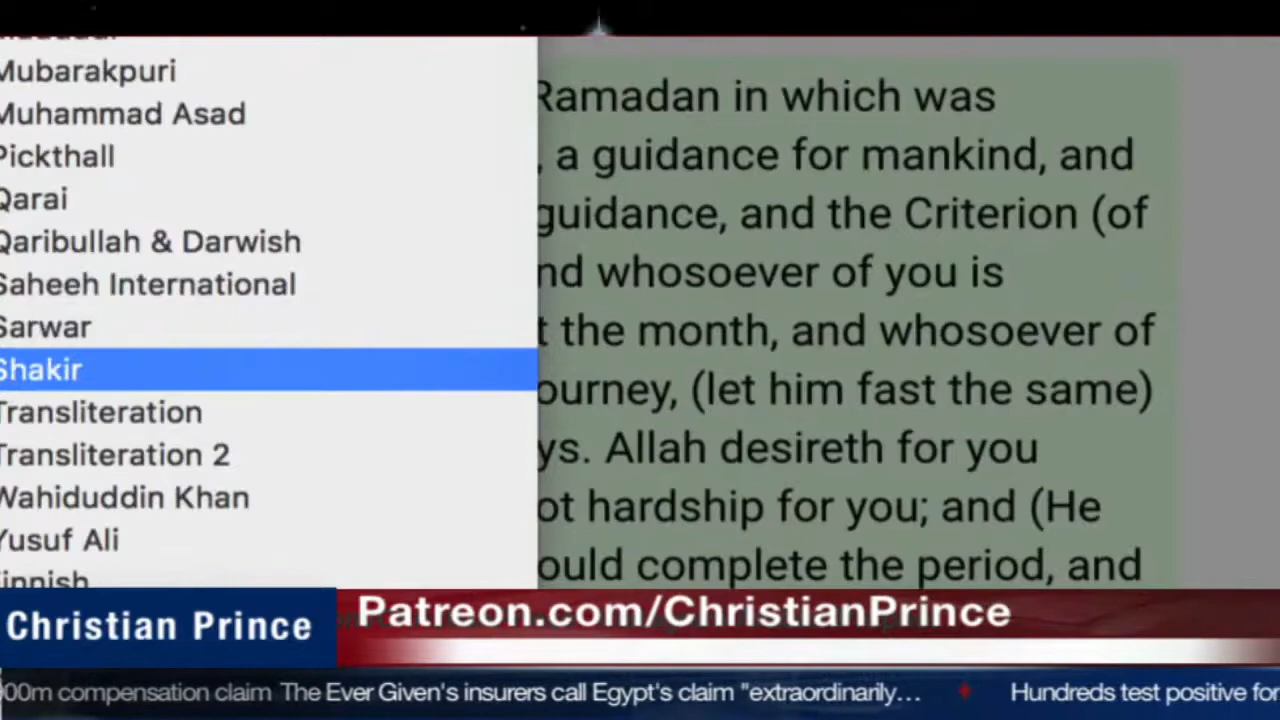 Mubarakpuri
Muhammad Asad
Pickthall
Qarai
Qaribullah & Darwish
Saheeh International
Sarwar
Shakir
Transliteration
Transliteration 2
Wahiduddin Khan
Yusuf Ali
Finnish
Ramadan in which was
, a guidance for mankind, and
guidance, and the Criterion (of
nd whosoever of you is
t the month, and whosoever of
ourney, (let him fast the same)
ys. Allah desireth for you
ot hardship for you; and (He
ould complete the period, and
Christian Prince
Patreon.com/ChristianPrince
00m compensation claim The Ever Given's insurers call Egypt's claim "extraordinarily… Hundreds test positive for